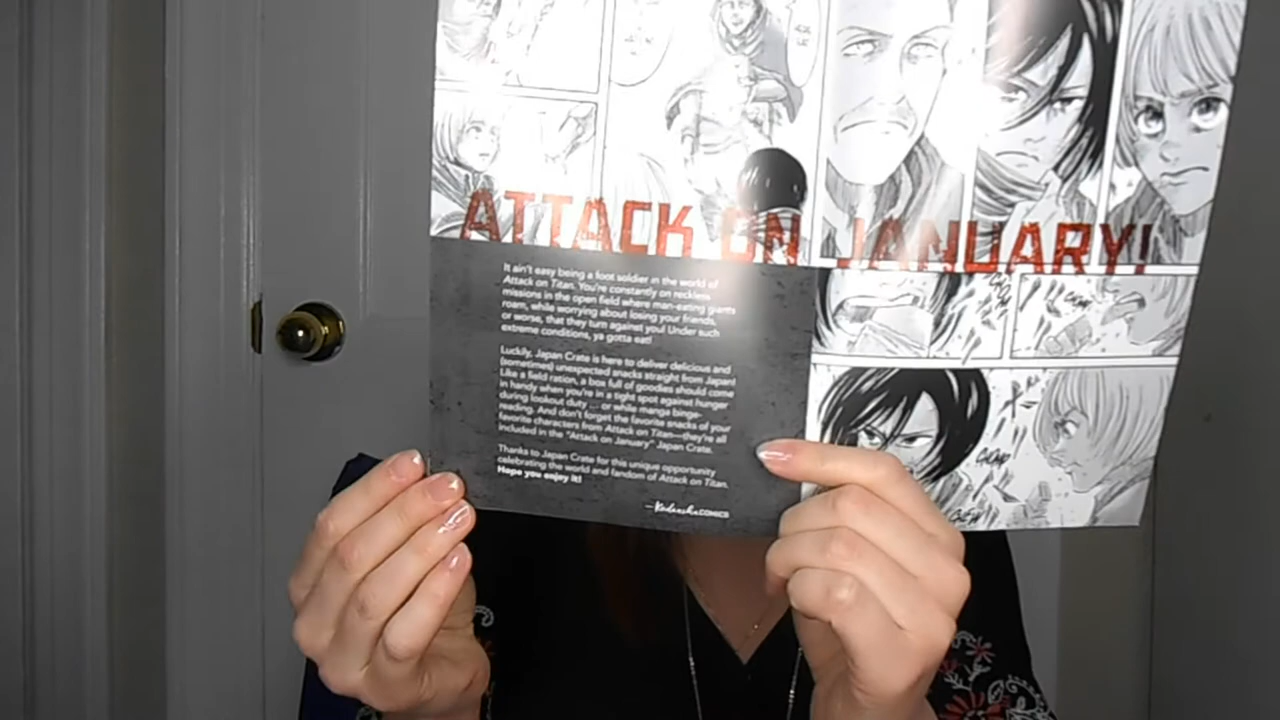 ATTACK ON JANUARY!
It ain't easy being a foot soldier in the world of
Attack on Titan. You're constantly on reckless
missions in the open field where man-eating giants
roam, while worrying about losing your friends,
or worse, that they turn against you! Under such
extreme conditions, ya gotta eat!
Luckily, Japan Crate is here to deliver delicious and
(sometimes) unexpected snacks straight from Japan!
Like a field ration, a box full of goodies should come
in handy when you're in a tight spot against hunger
during lookout duty ... or while manga binge-
reading. And don't forget the favorite snacks of your
favorite characters from Attack on Titan—they're all
included in the "Attack on January" Japan Crate.
Thanks to Japan Crate for this unique opportunity
celebrating the world and fandom of Attack on Titan.
Hope you enjoy it!
—Kodansha COMICS